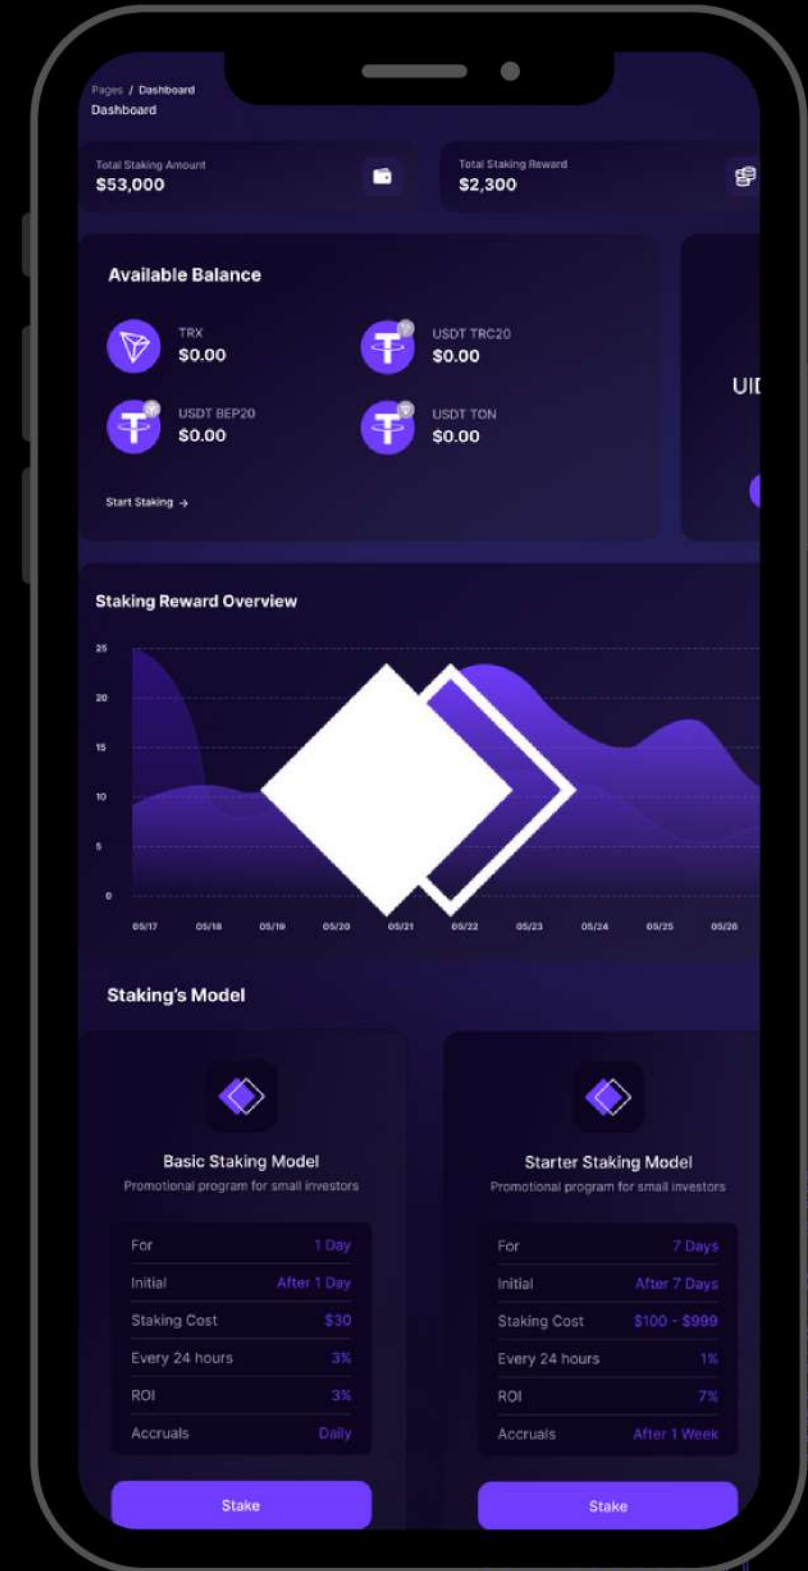 Pages / Dashboard
Dashboard
Total Staking Amount
$53,000
Total Staking Reward
$2,300
Available Balance
TRX
$0.00
USDT TRC20
$0.00
USDT BEP20
$0.00
USDT TON
$0.00
Start Staking →
Staking Reward Overview
25
20
15
10
5
0
05/17 05/18 05/19 05/20 05/21 05/22 05/23 05/24 05/25 05/26
Staking's Model
Basic Staking Model
Promotional program for small investors
For 1 Day
Initial After 1 Day
Staking Cost $30
Every 24 hours 3%
ROI 3%
Accruals Daily
Stake
Starter Staking Model
Promotional program for small investors
For 7 Days
Initial After 7 Days
Staking Cost $100 - $999
Every 24 hours 1%
ROI 7%
Accruals After 1 Week
Stake